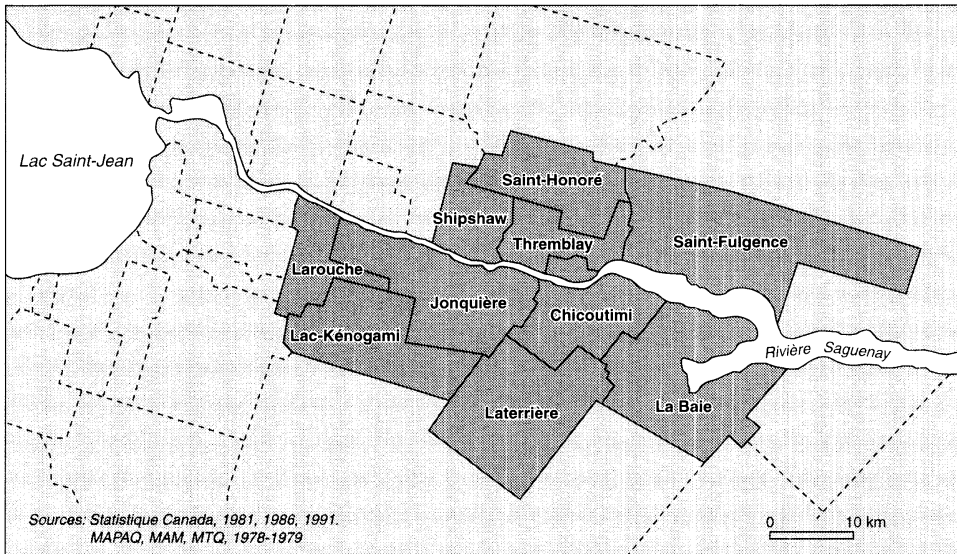 Lac Saint-Jean
Saint-Honoré
Shipshaw
Thremblay
Saint-Fulgence
Larouche
Jonquière
Chicoutimi
Lac-Kénogami
Rivière Saguenay
Laterrière
La Baie
Sources: Statistique Canada, 1981, 1986, 1991.
MAPAQ, MAM, MTQ, 1978-1979
0 10 km